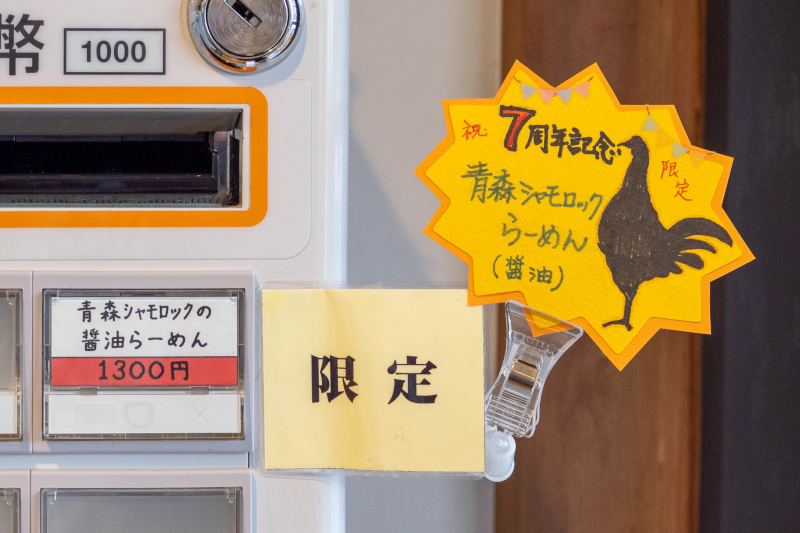 幣
1000
祝
7周年記念
限定
青森シャモロック
らーめん
(醤油)
青森シャモロックの
醤油らーめん
1300円
限定